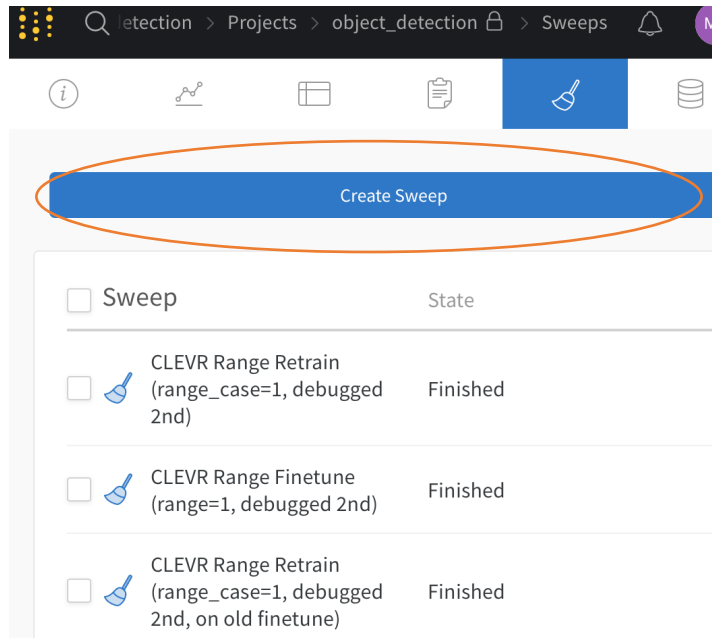 etection > Projects > object_detection > Sweeps
Create Sweep
Sweep State
CLEVR Range Retrain
(range_case=1, debugged
2nd)
Finished
CLEVR Range Finetune
(range=1, debugged 2nd)
Finished
CLEVR Range Retrain
(range_case=1, debugged
2nd, on old finetune)
Finished